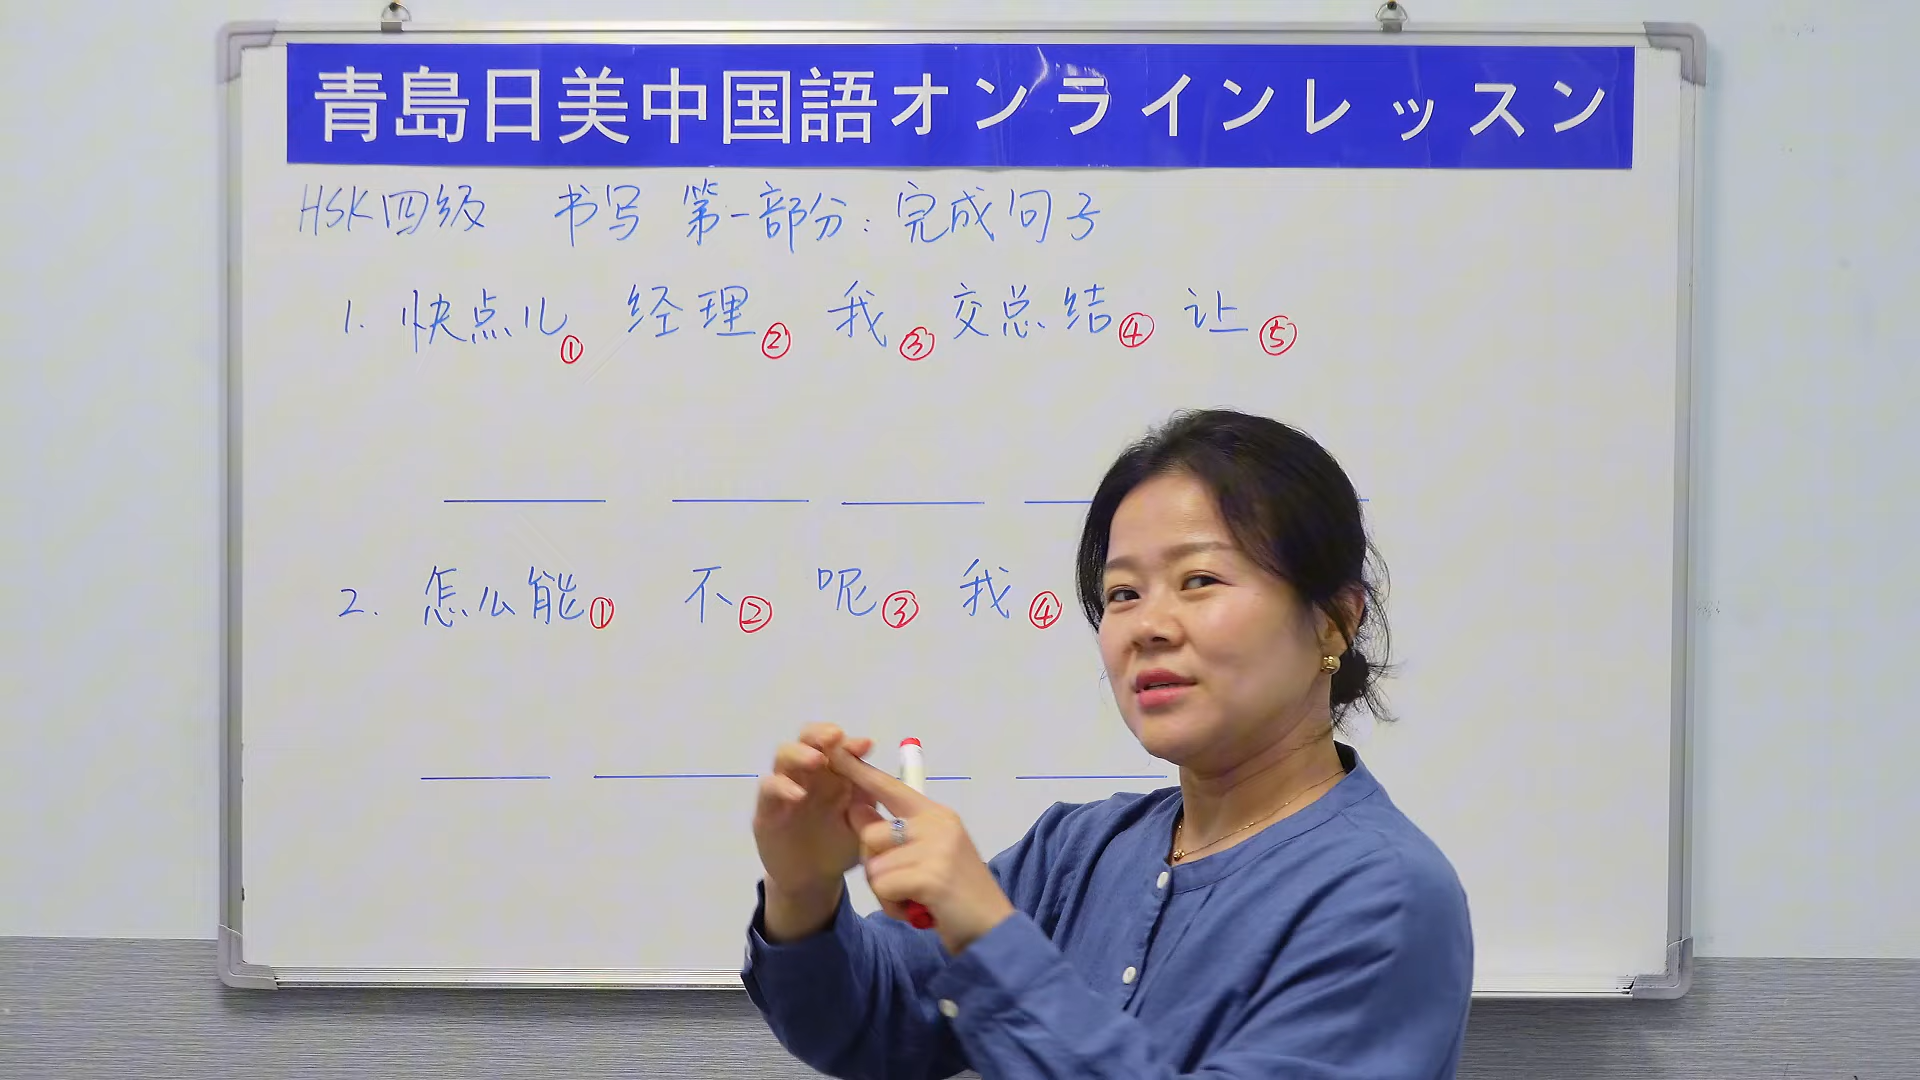 青島日美中国語オンラインレッスン
HSK四级 书写 第一部分：完成句子
1. 快点儿① 经理② 我③ 交总结④ 让⑤
2. 怎么能① 不② 呢③ 我④